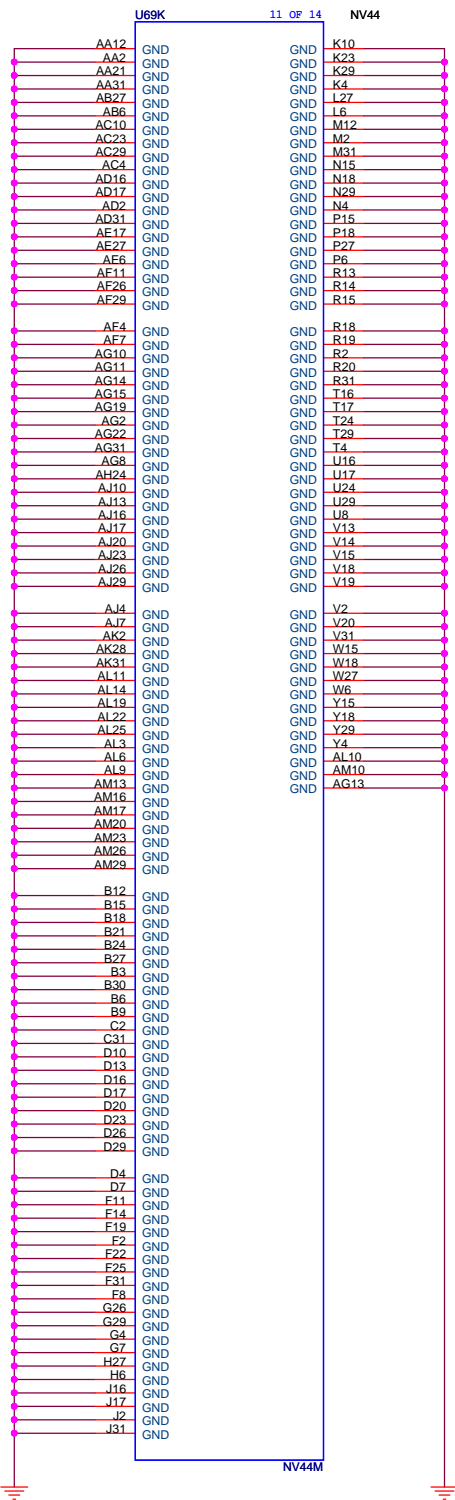 U69K 11 OF 14 NV44
AA12 GND GND K10
AA2 GND GND K23
AA21 GND GND K29
AA31 GND GND K4
AB27 GND GND L27
AB6 GND GND L6
AC10 GND GND M12
AC23 GND GND M2
AC29 GND GND M31
AC4 GND GND N15
AD16 GND GND N18
AD17 GND GND N29
AD2 GND GND N4
AD31 GND GND P15
AE17 GND GND P18
AE27 GND GND P27
AE6 GND GND P6
AF11 GND GND R13
AF26 GND GND R14
AF29 GND GND R15
AF4 GND GND R18
AF7 GND GND R19
AG10 GND GND R2
AG11 GND GND R20
AG14 GND GND R31
AG15 GND GND T16
AG19 GND GND T17
AG2 GND GND T24
AG22 GND GND T29
AG31 GND GND T4
AG8 GND GND U16
AH24 GND GND U17
AJ10 GND GND U24
AJ13 GND GND U29
AJ16 GND GND U8
AJ17 GND GND V13
AJ20 GND GND V14
AJ23 GND GND V15
AJ26 GND GND V18
AJ29 GND GND V19
AJ4 GND GND V2
AJ7 GND GND V20
AK2 GND GND V31
AK28 GND GND W15
AK31 GND GND W18
AL11 GND GND W27
AL14 GND GND W6
AL19 GND GND Y15
AL22 GND GND Y18
AL25 GND GND Y29
AL3 GND GND Y4
AL6 GND GND AL10
AL9 GND GND AM10
AM13 GND GND AG13
AM16 GND
AM17 GND
AM20 GND
AM23 GND
AM26 GND
AM29 GND
B12 GND
B15 GND
B18 GND
B21 GND
B24 GND
B27 GND
B3 GND
B30 GND
B6 GND
B9 GND
C2 GND
C31 GND
D10 GND
D13 GND
D16 GND
D17 GND
D20 GND
D23 GND
D26 GND
D29 GND
D4 GND
D7 GND
F11 GND
F14 GND
F19 GND
F2 GND
F22 GND
F25 GND
F31 GND
F8 GND
G26 GND
G29 GND
G4 GND
G7 GND
H27 GND
H6 GND
J16 GND
J17 GND
J2 GND
J31 GND
NV44M